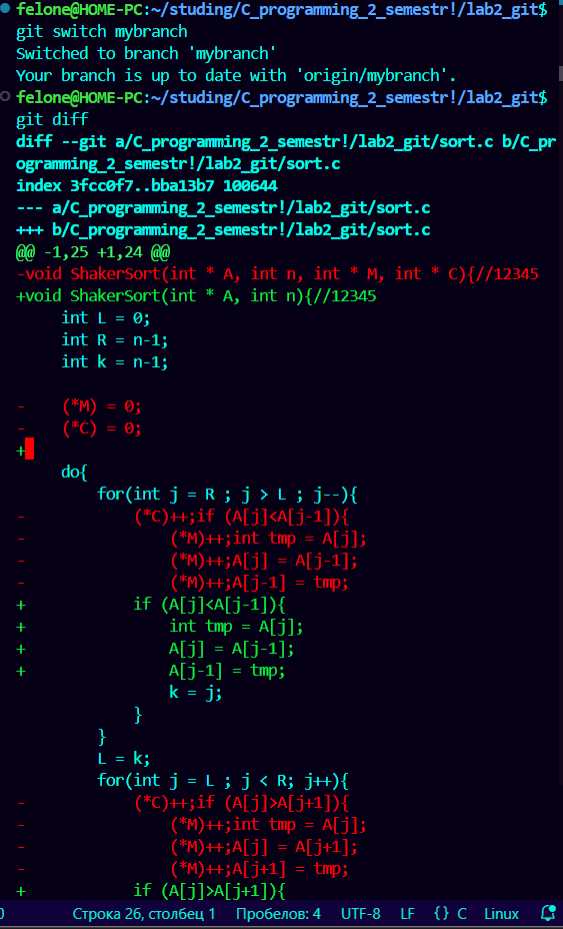 felone@HOME-PC:~/studing/C_programming_2_semestr!/lab2_git$
git switch mybranch
Switched to branch 'mybranch'
Your branch is up to date with 'origin/mybranch'.
felone@HOME-PC:~/studing/C_programming_2_semestr!/lab2_git$
git diff
diff --git a/C_programming_2_semestr!/lab2_git/sort.c b/C_pr
ogramming_2_semestr!/lab2_git/sort.c
index 3fcc0f7..bba13b7 100644
--- a/C_programming_2_semestr!/lab2_git/sort.c
+++ b/C_programming_2_semestr!/lab2_git/sort.c
@@ -1,25 +1,24 @@
-void ShakerSort(int * A, int n, int * M, int * C){//12345
+void ShakerSort(int * A, int n){//12345
     int L = 0;
     int R = n-1;
     int k = n-1;
-    (*M) = 0;
-    (*C) = 0;
+
     do{
         for(int j = R ; j > L ; j--){
-            (*C)++;if (A[j]<A[j-1]){
-                (*M)++;int tmp = A[j];
-                (*M)++;A[j] = A[j-1];
-                (*M)++;A[j-1] = tmp;
+            if (A[j]<A[j-1]){
+                int tmp = A[j];
+                A[j] = A[j-1];
+                A[j-1] = tmp;
                 k = j;
             }
         }
         L = k;
         for(int j = L ; j < R; j++){
-            (*C)++;if (A[j]>A[j+1]){
-                (*M)++;int tmp = A[j];
-                (*M)++;A[j] = A[j+1];
-                (*M)++;A[j+1] = tmp;
+            if (A[j]>A[j+1]){
0 Строка 26, столбец 1 Пробелов: 4 UTF-8 LF {} C Linux